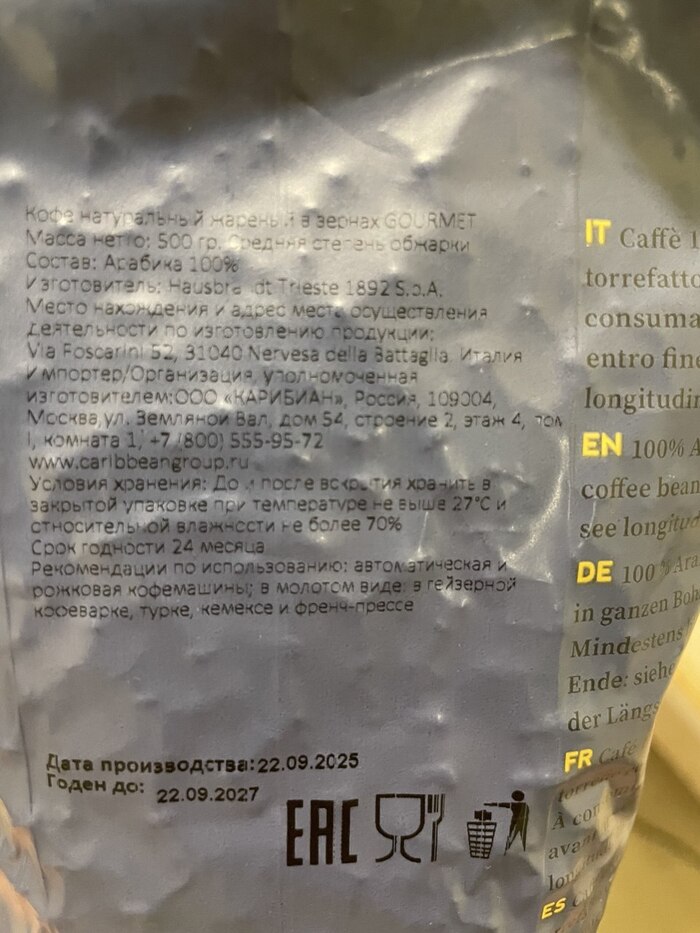 Кофе натуральный жареный в зернах GOURMET
Масса нетто: 500 гр. Средняя степень обжарки
Состав: Арабика 100%
Изготовитель: Hausbrandt Trieste 1892 S.p.A.
Место нахождения и адрес места осуществления
деятельности по изготовлению продукции:
Via Foscarini 52, 31040 Nervesa della Battaglia. Италия
Импортер/Организация, уполномоченная
изготовителем:ООО «КАРИБИАН», Россия, 109004,
Москва,ул. Земляной Вал, дом 54, строение 2, этаж 4, пом
I, комната 1, +7 (800) 555-95-72
www.caribbeangroup.ru
Условия хранения: До и после вскрытия хранить в
закрытой упаковке при температуре не выше 27°C и
относительной влажности не более 70%
Срок годности 24 месяца
Рекомендации по использованию: автоматическая и
рожковая кофемашины; в молотом виде: в гейзерной
кофеварке, турке, кемексе и френч-прессе
Дата производства:22.09.2025
Годен до: 22.09.2027
EAC
IT Caffè 1
torrefatto
consuma
entro fine
longitudin
EN 100% A
coffee bean
see longitud
DE 100% Ara
in ganzen Boh
Mindestens
Ende: siehe
der Längs
FR Café
À con
avant
ES